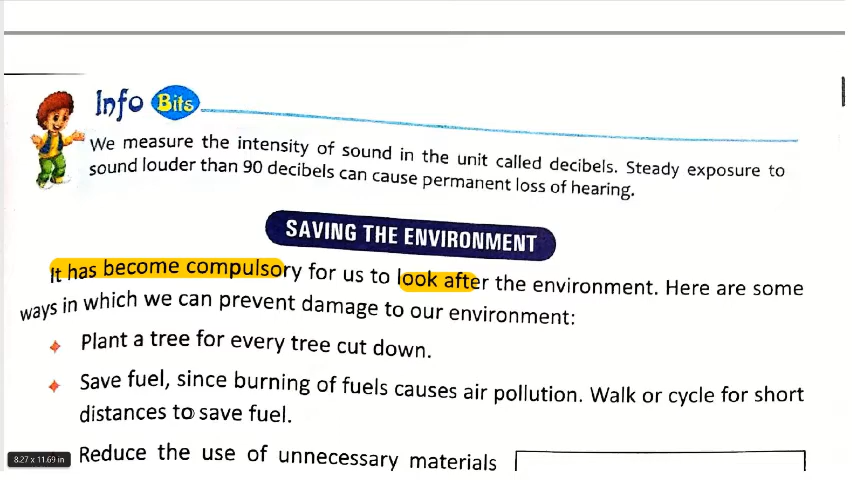 Info Bits
We measure the intensity of sound in the unit called decibels. Steady exposure to
sound louder than 90 decibels can cause permanent loss of hearing.
SAVING THE ENVIRONMENT
It has become compulsory for us to look after the environment. Here are some
ways in which we can prevent damage to our environment:
Plant a tree for every tree cut down.
Save fuel, since burning of fuels causes air pollution. Walk or cycle for short
distances to save fuel.
Reduce the use of unnecessary materials
8.27 x 11.69 in